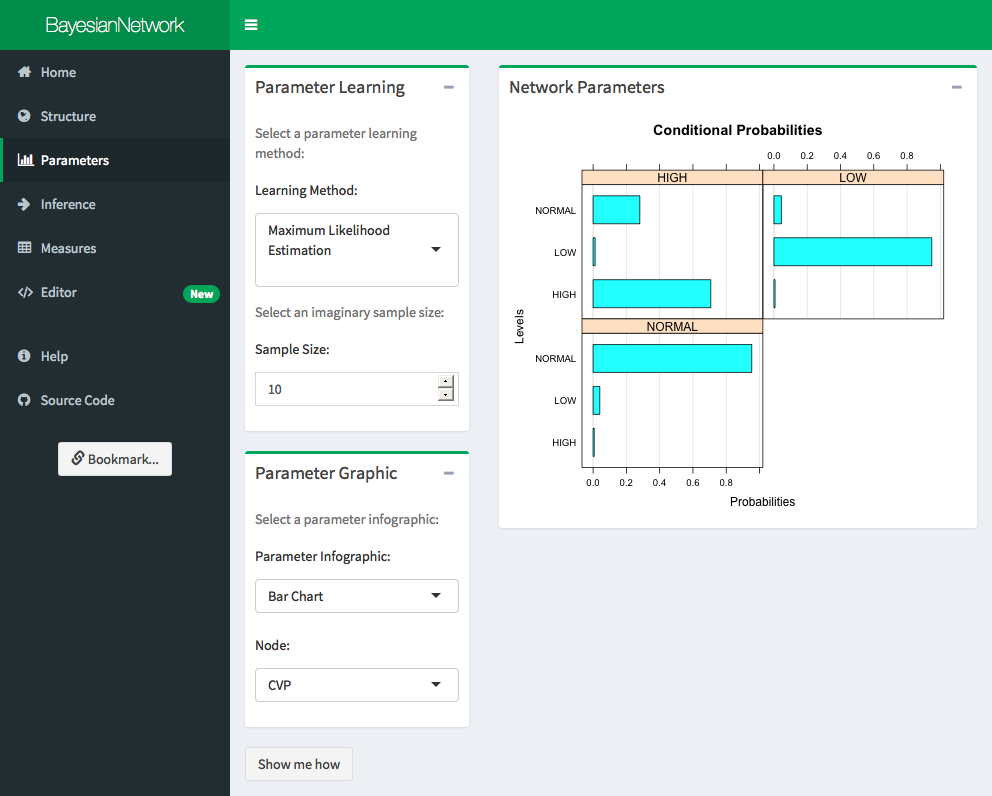 BayesianNetwork
Home
Structure
Parameters
Inference
Measures
Editor New
Help
Source Code
Bookmark...
Parameter Learning
Select a parameter learning
method:
Learning Method:
Maximum Likelihood
Estimation
Select an imaginary sample size:
Sample Size:
10
Parameter Graphic
Select a parameter infographic:
Parameter Infographic:
Bar Chart
Node:
CVP
Show me how
Network Parameters
Conditional Probabilities
0.0 0.2 0.4 0.6 0.8
HIGH LOW
NORMAL
LOW
HIGH
Levels
NORMAL
NORMAL
LOW
HIGH
0.0 0.2 0.4 0.6 0.8
Probabilities